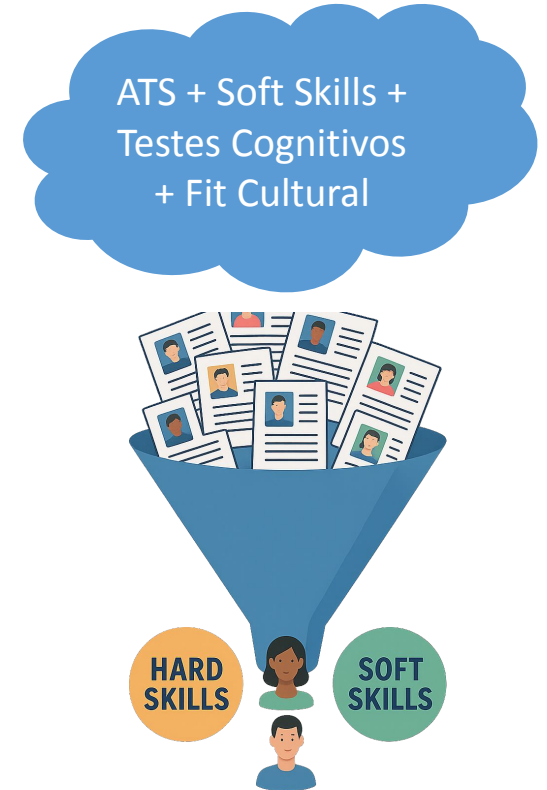 ATS + Soft Skills +
Testes Cognitivos
+ Fit Cultural
HARD
SKILLS
SOFT
SKILLS